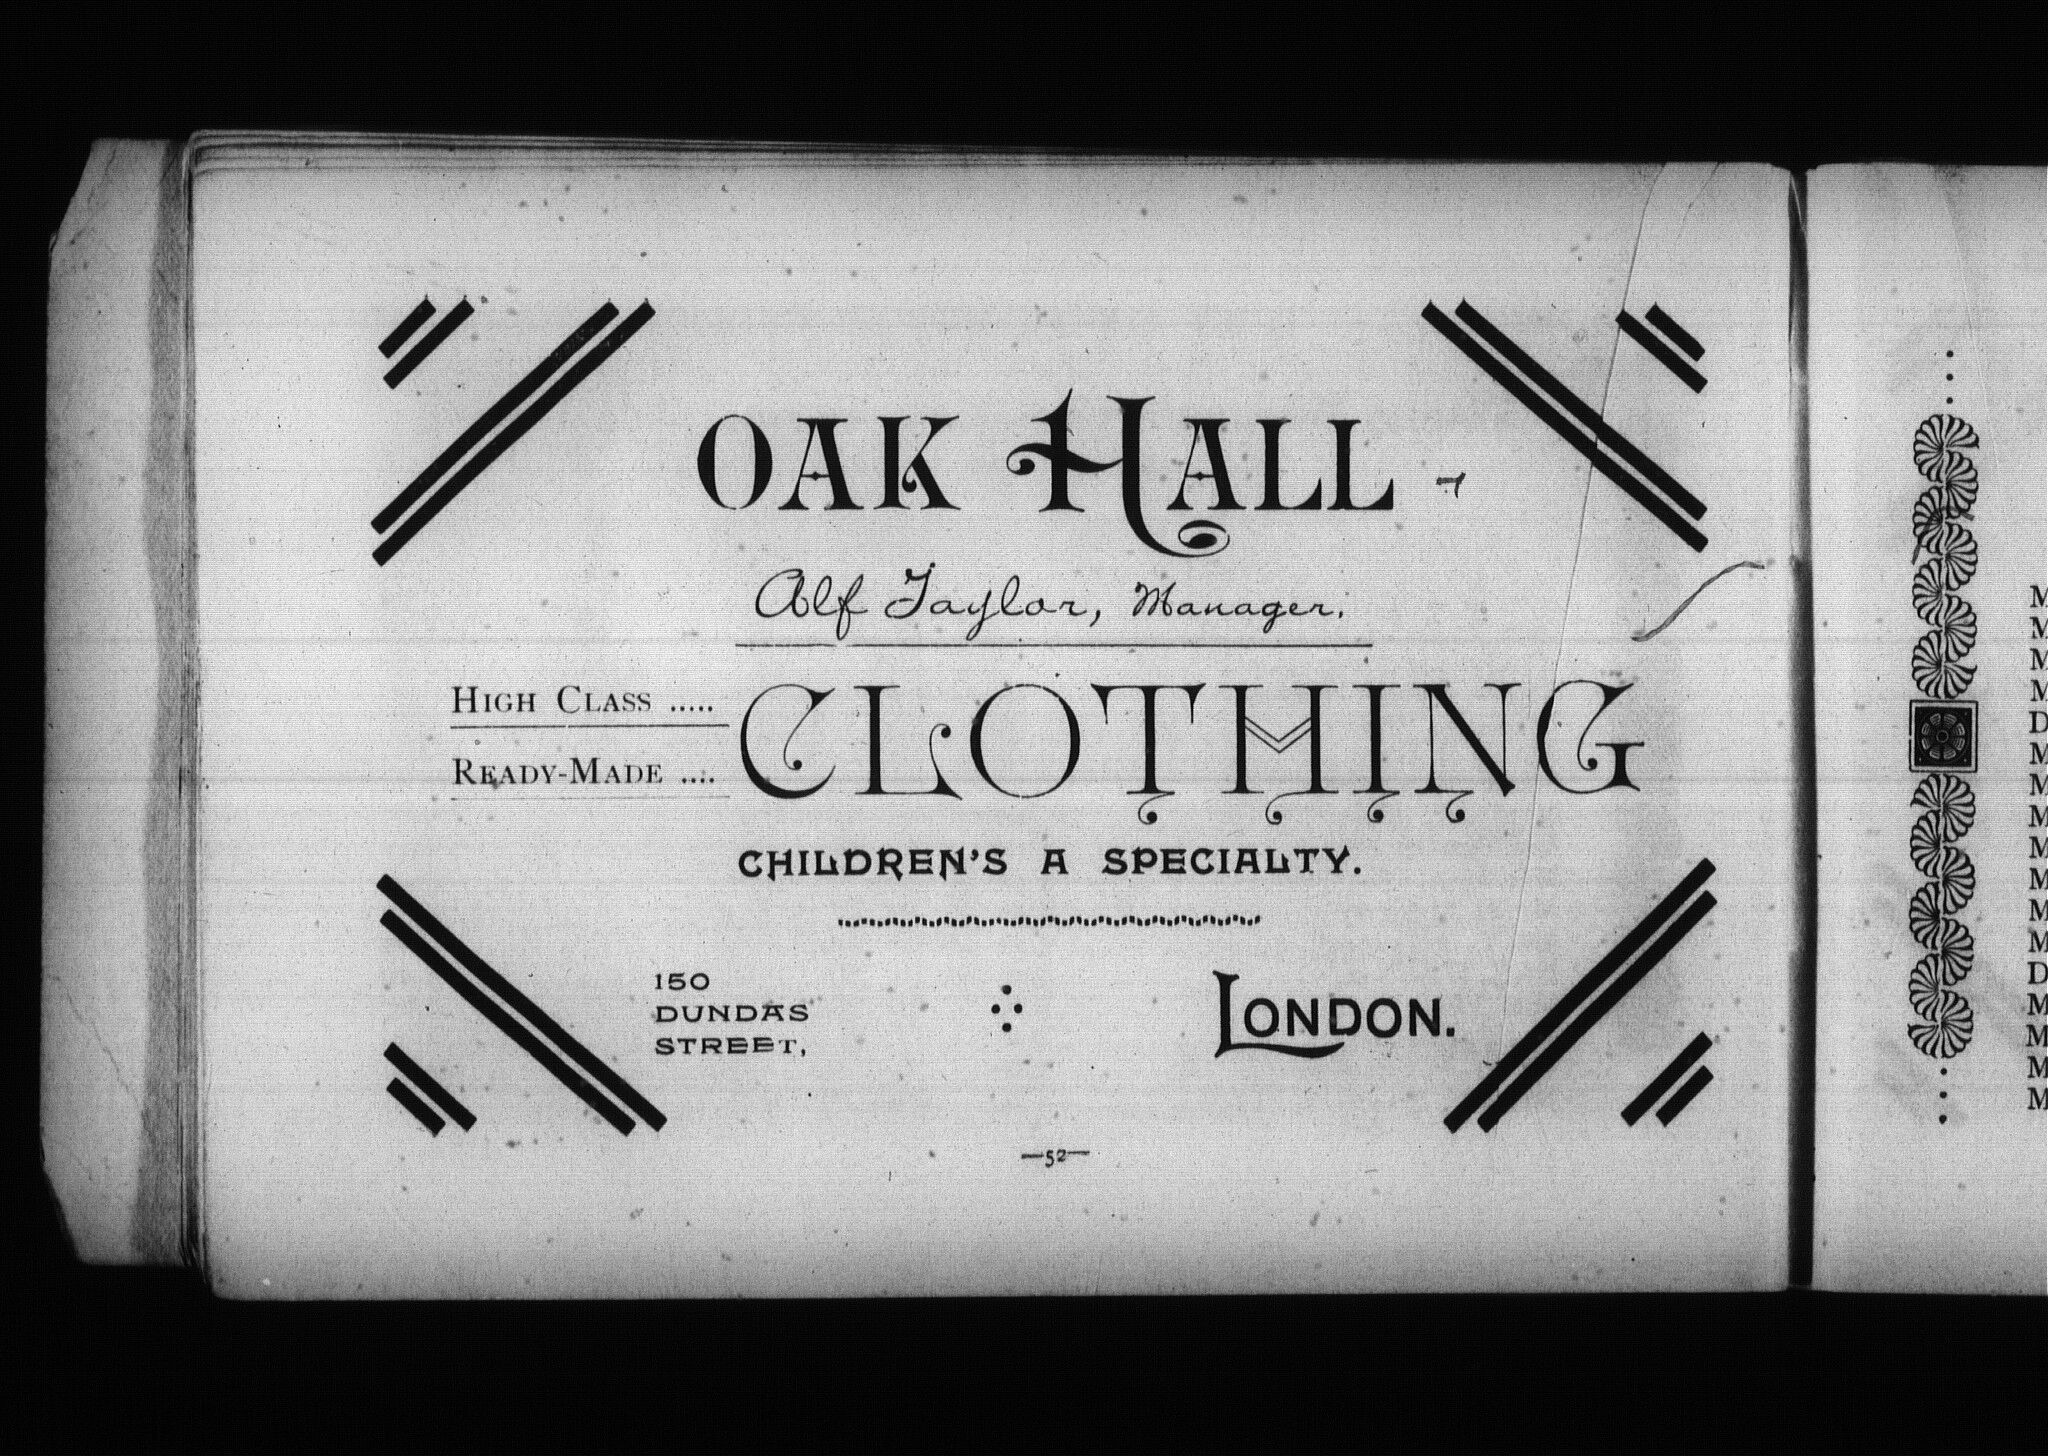 OAK HALL
Alf Taylor, Manager.
HIGH CLASS .....
READY-MADE ....
CLOTHING
CHILDREN'S A SPECIALTY.
150
DUNDAS
STREET,
LONDON.
—52—
M
M
M
M
D
M
M
M
M
M
M
M
D
M
M
M
M